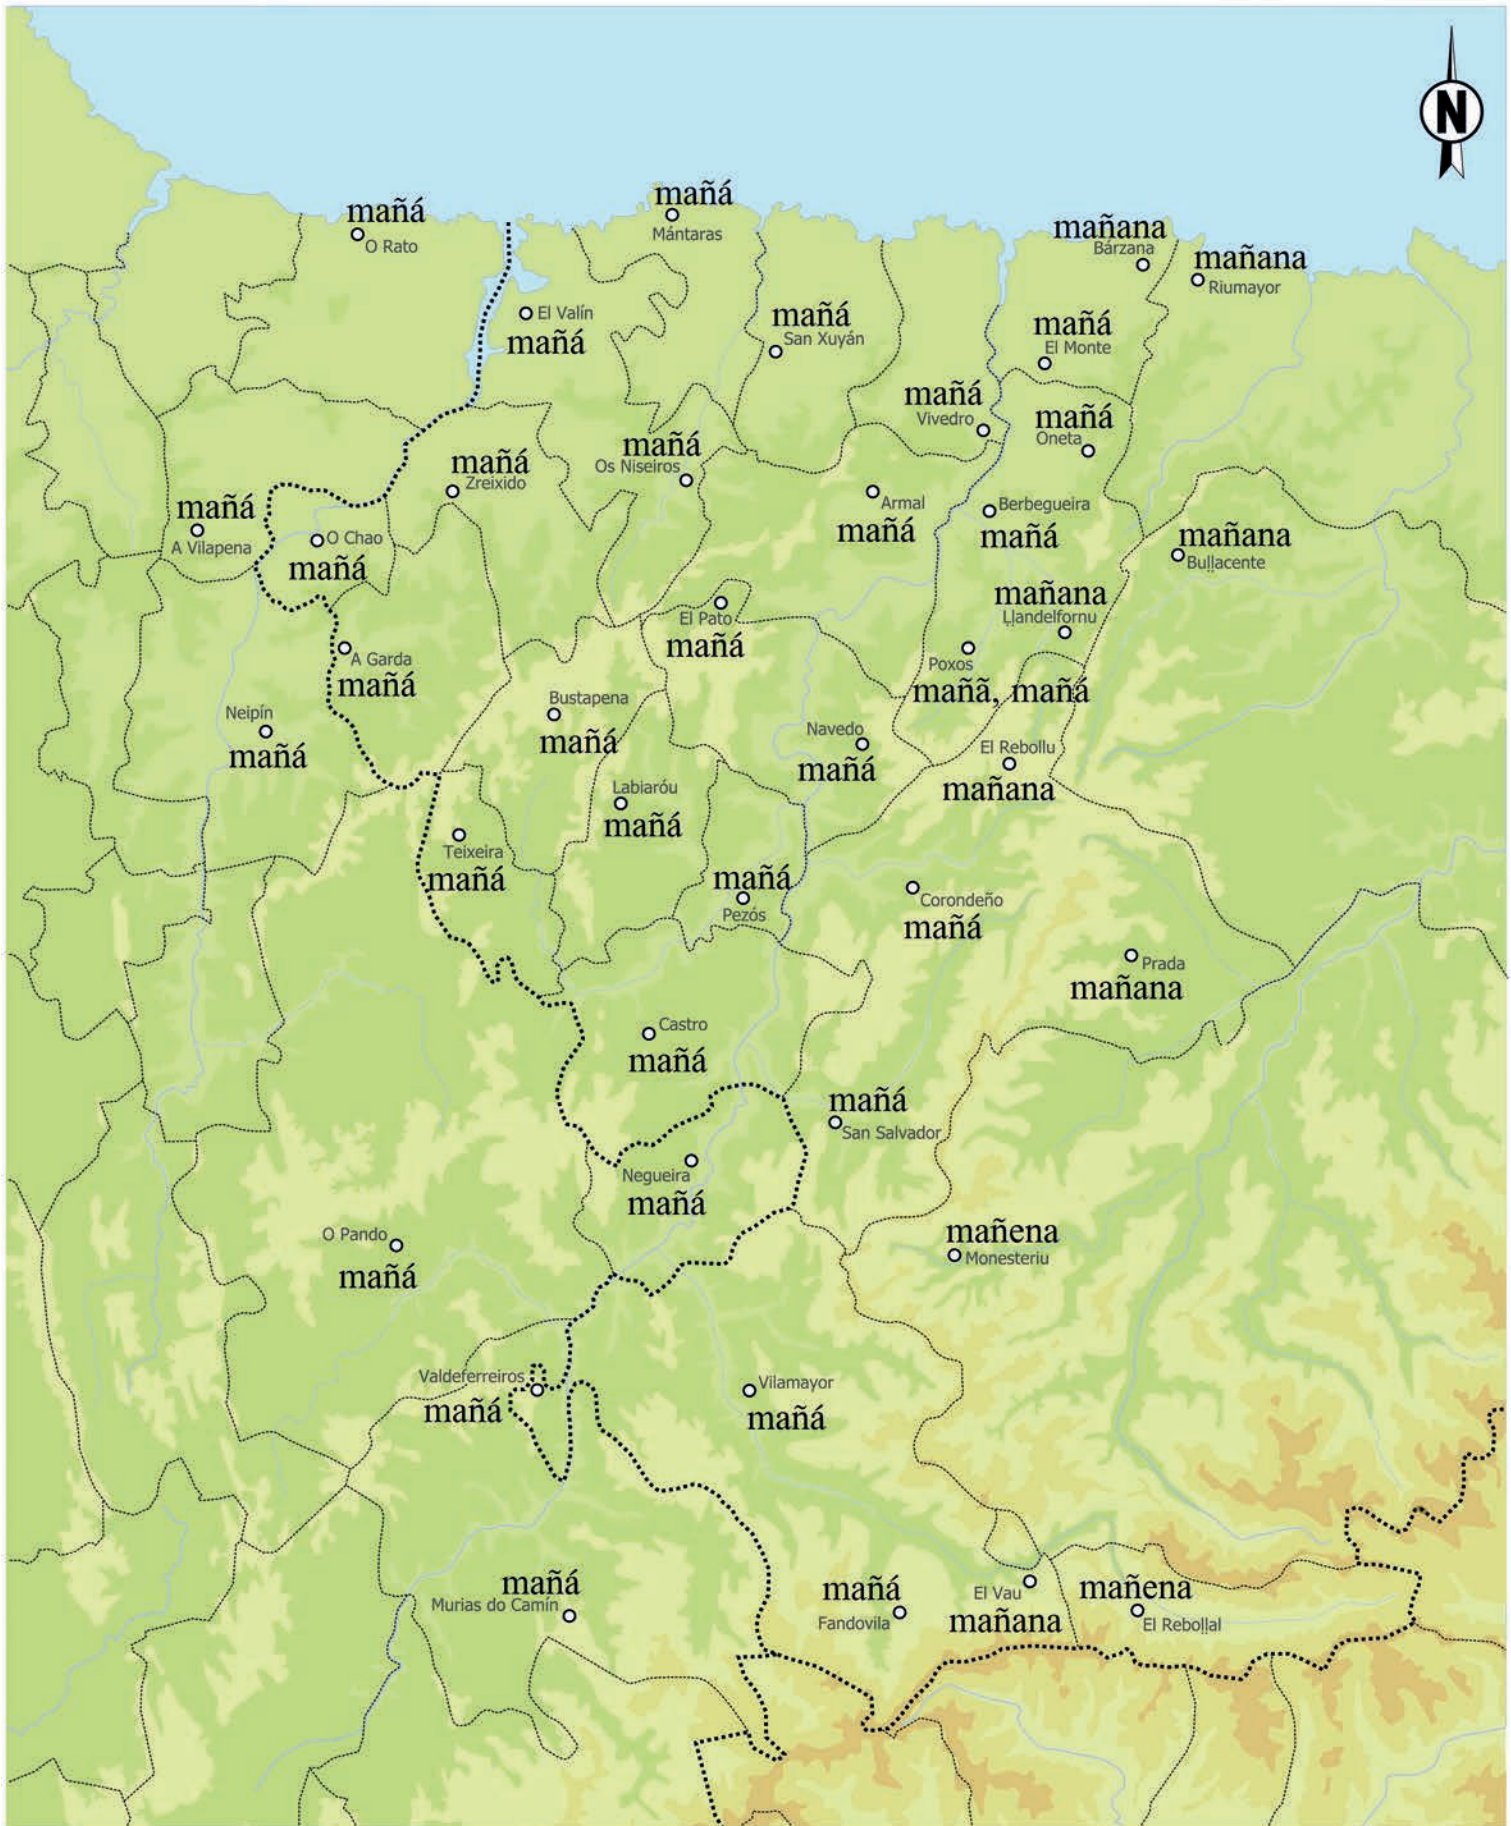 N
mañá
Mántaras
mañá
O Rato
mañana
Bárzana
mañana
Riumayor
El Valín
mañá
mañá
San Xuyán
mañá
El Monte
mañá
Vivedro
mañá
Oneta
mañá
Os Niseiros
mañá
Zreixido
mañá
A Vilapena
Armal
mañá
Berbegueira
mañá
O Chao
mañá
mañana
Buḷḷacente
mañana
Ḷḷandelfornu
El Pato
mañá
A Garda
mañá
Poxos
mañã, mañá
Bustapena
mañá
Neipín
mañá
Navedo
mañá
El Rebollu
mañana
Labiaróu
mañá
Teixeira
mañá
mañá
Pezós
Corondeño
mañá
Prada
mañana
Castro
mañá
mañá
San Salvador
Negueira
mañá
O Pando
mañá
mañena
Monesteriu
Valdeferreiros
mañá
Vilamayor
mañá
mañá
Murias do Camín
mañá
Fandovila
El Vau
mañana
mañena
El Reboḷḷal